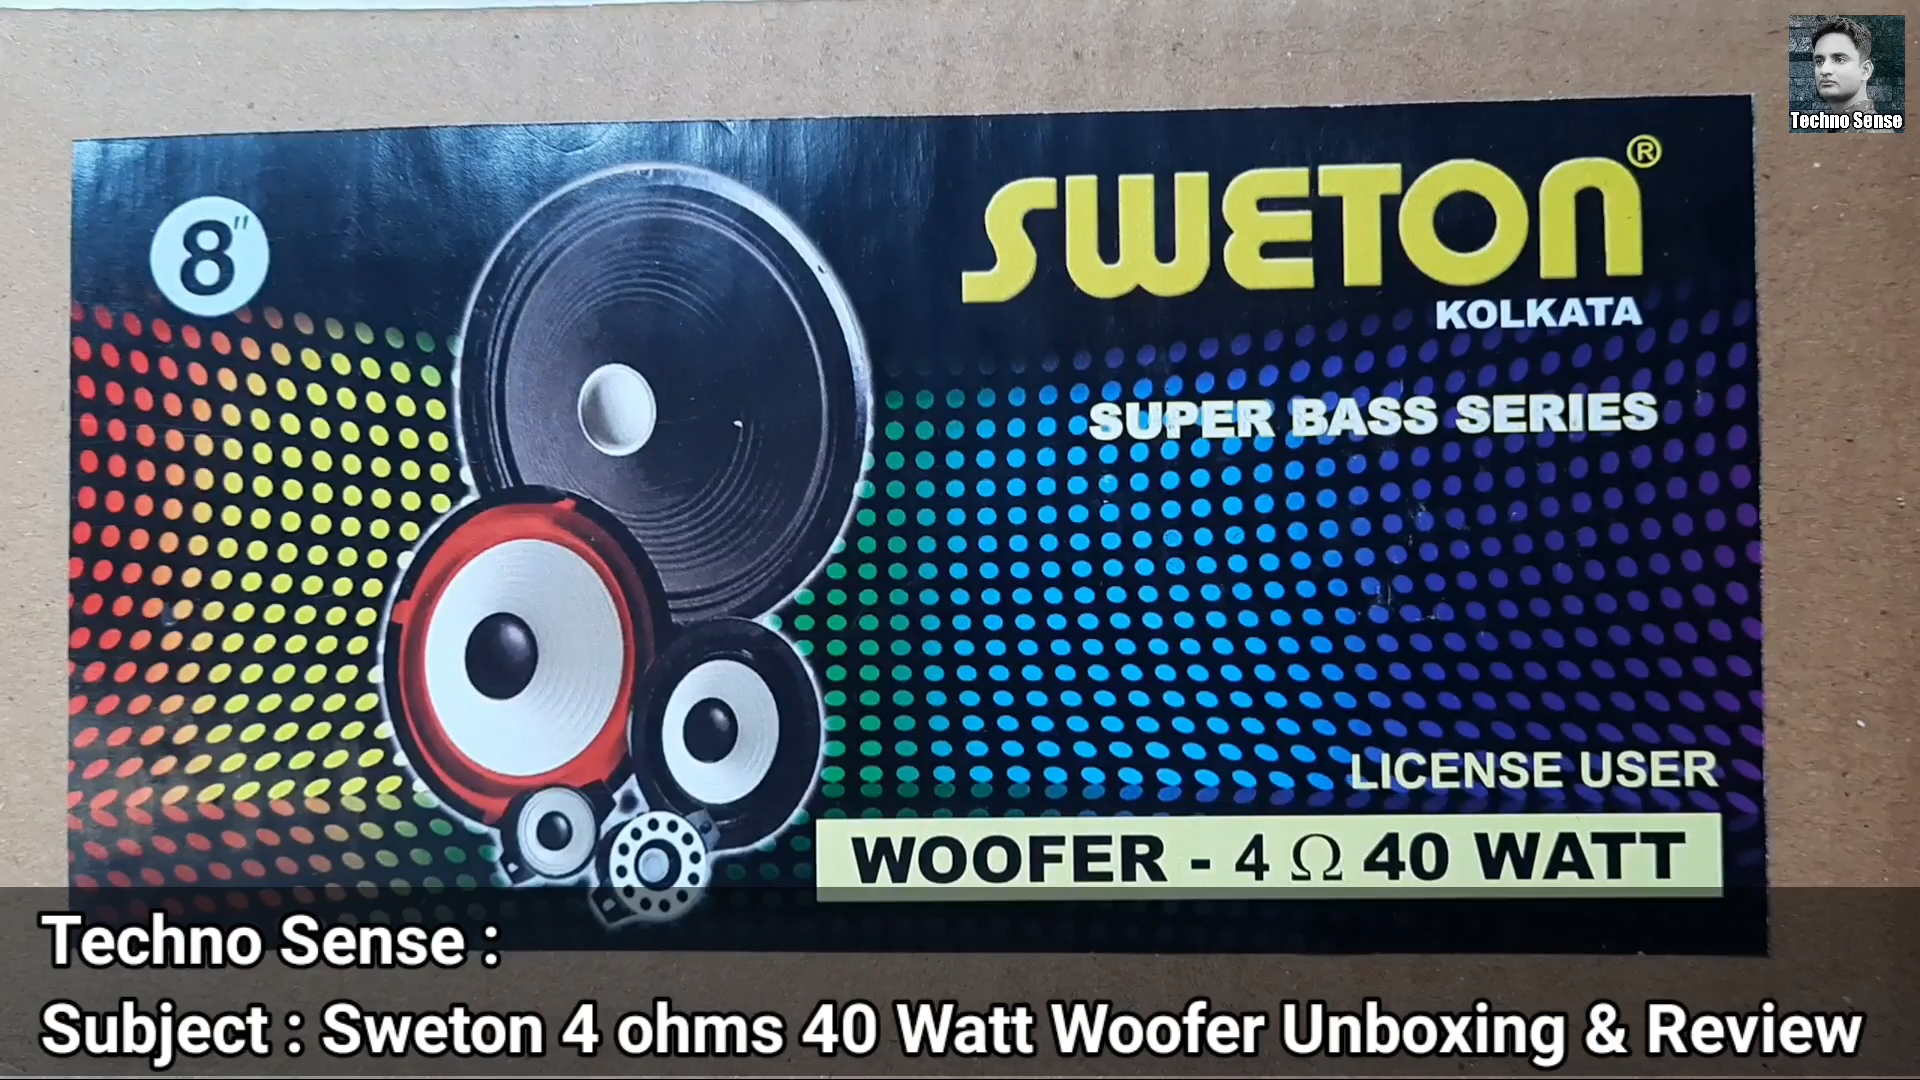 Techno Sense
8"
SWETON®
KOLKATA
SUPER BASS SERIES
LICENSE USER
WOOFER - 4 Ω 40 WATT
Techno Sense :
Subject : Sweton 4 ohms 40 Watt Woofer Unboxing & Review